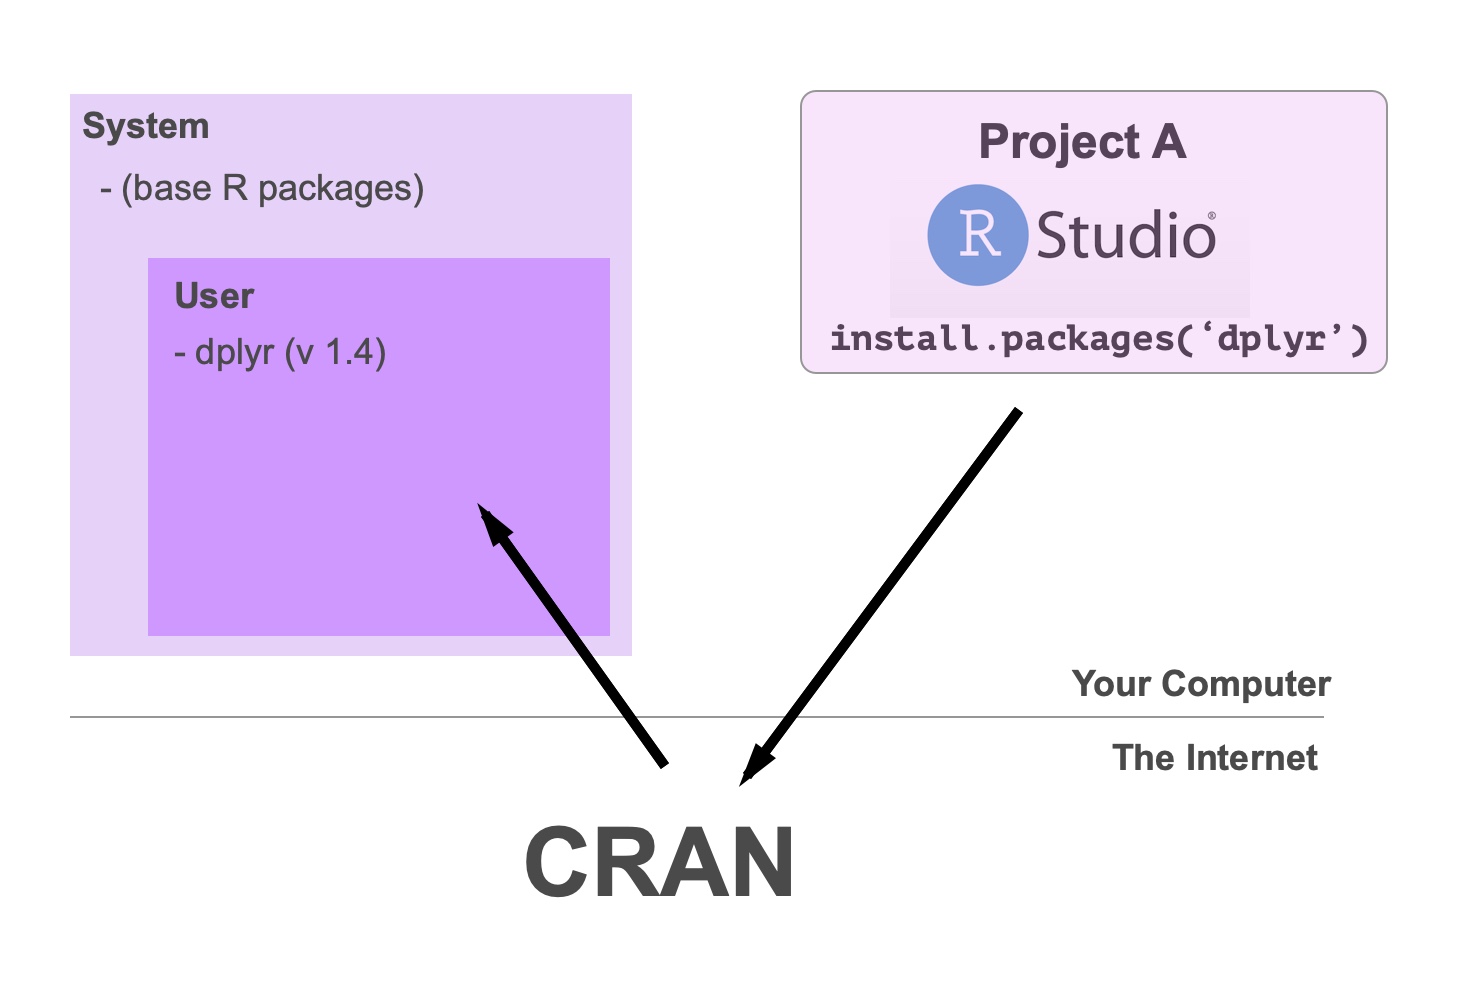 System
- (base R packages)
User
- dplyr (v 1.4)
Project A
R Studio®
install.packages(‘dplyr’)
Your Computer
The Internet
CRAN